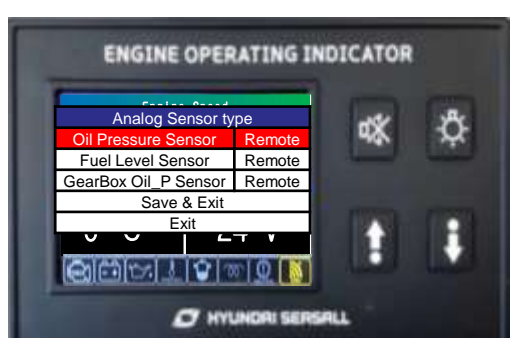 ENGINE OPERATING INDICATOR
Analog Sensor type
Oil Pressure Sensor Remote
Fuel Level Sensor Remote
GearBox Oil_P Sensor Remote
Save & Exit
Exit
HYUNDAI SERSALL